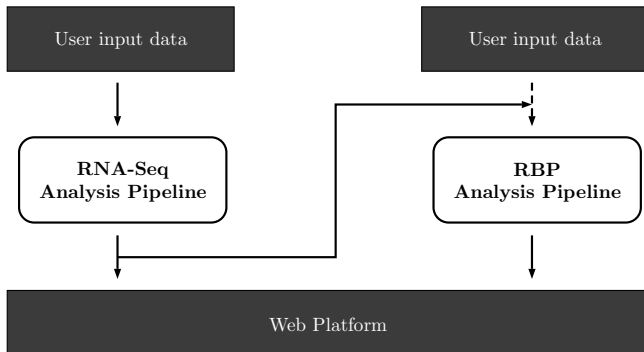 User input data
User input data
RNA-Seq
Analysis Pipeline
RBP
Analysis Pipeline
Web Platform